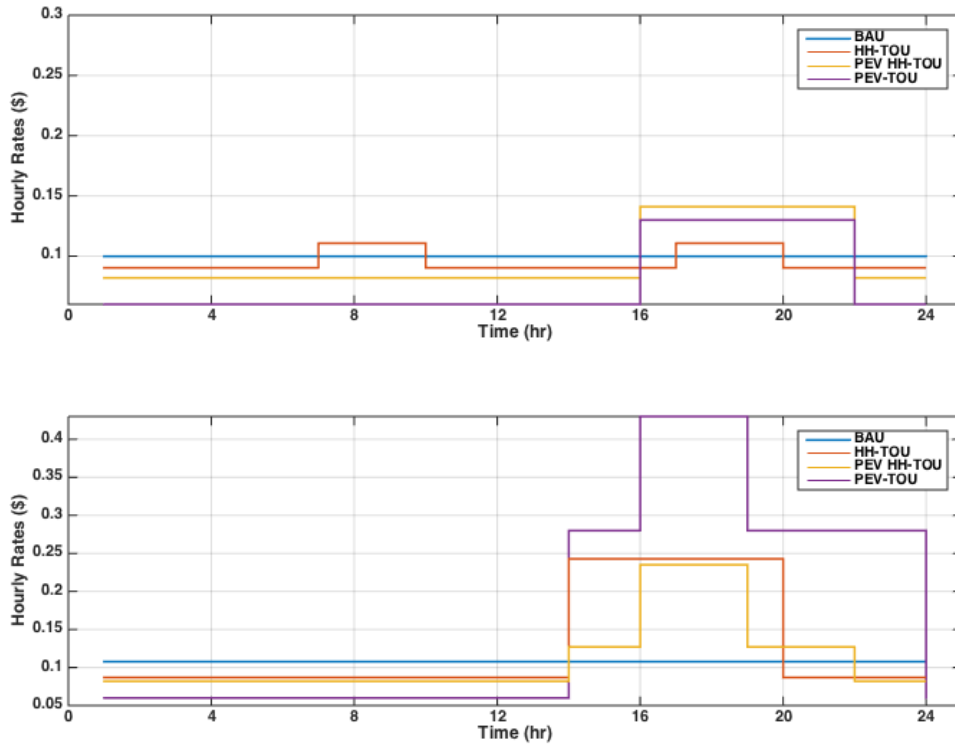 0.3
0.25
0.2
0.15
0.1
Hourly Rates ($)
BAU
HH-TOU
PEV HH-TOU
PEV-TOU
0 4 8 12 16 20 24
Time (hr)
0.4
0.35
0.3
0.25
0.2
0.15
0.1
0.05
Hourly Rates ($)
BAU
HH-TOU
PEV HH-TOU
PEV-TOU
0 4 8 12 16 20 24
Time (hr)